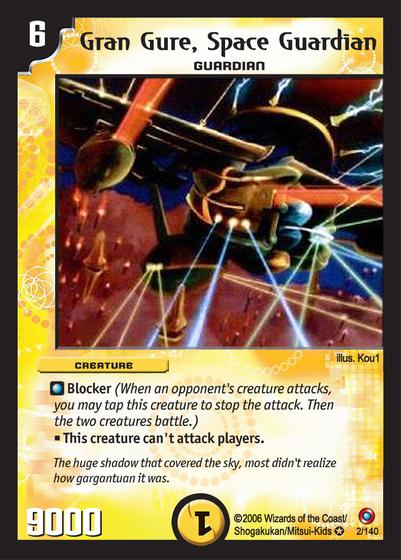 6
Gran Gure, Space Guardian
GUARDIAN
illus. Kou1
CREATURE
Blocker (When an opponent's creature attacks,
you may tap this creature to stop the attack. Then
the two creatures battle.)
▪ This creature can't attack players.
The huge shadow that covered the sky, most didn't realize
how gargantuan it was.
9000
1
©2006 Wizards of the Coast/
Shogakukan/Mitsui-Kids ✪ 2/140